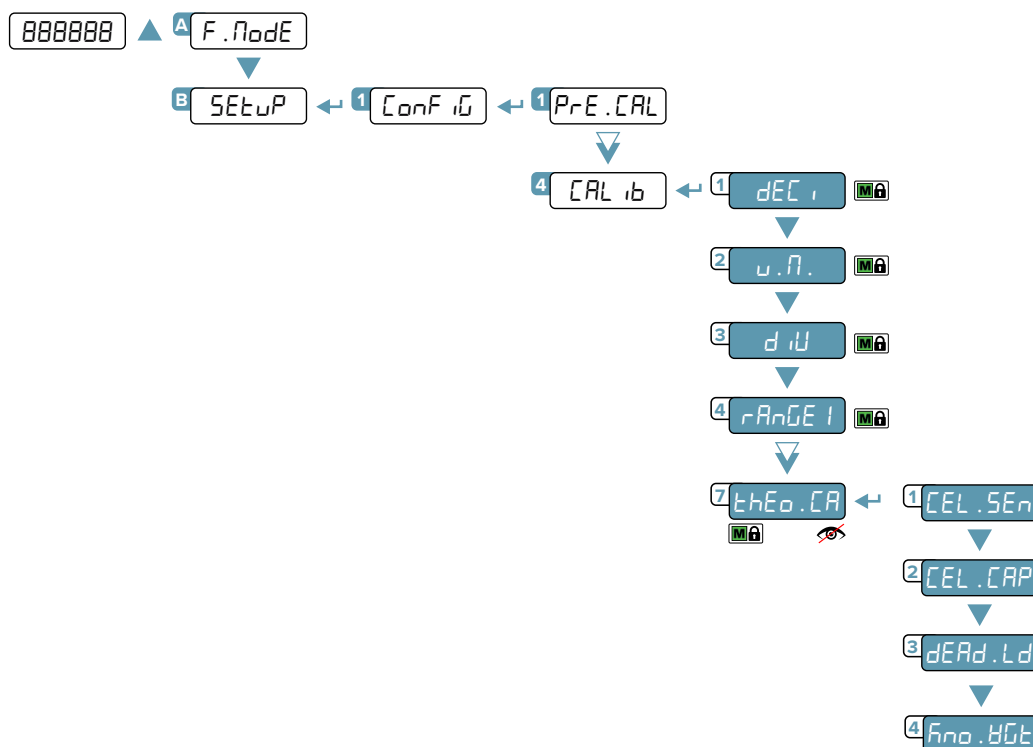 888888
A F.ModE
B SEtuP
1 ConFiG
1 PrE.CAL
4 CALib
1 dECi
M
2 u.M.
M
3 diV
M
4 rAnGE1
M
7 thEo.CA
M
1 CEL.SEn
2 CEL.CAP
3 dEAd.Ld
4 kno.WGt